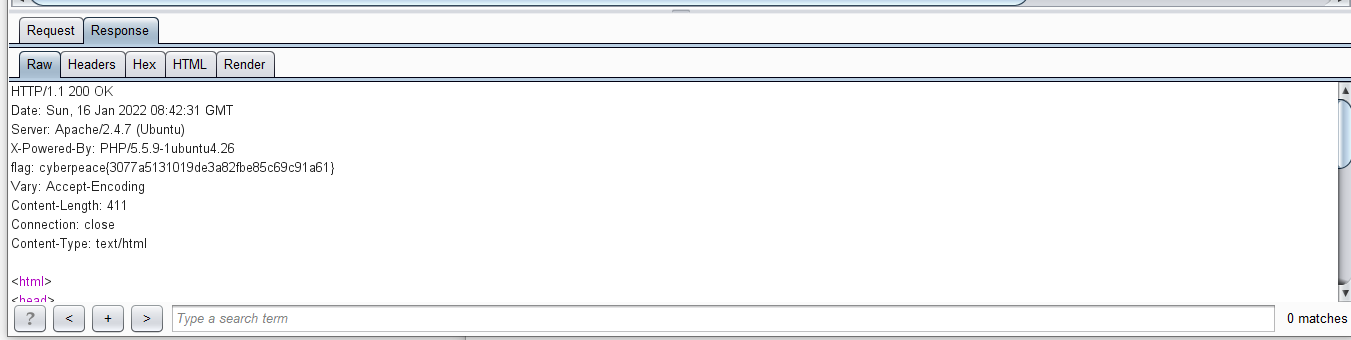 Request Response
Raw Headers Hex HTML Render
HTTP/1.1 200 OK
Date: Sun, 16 Jan 2022 08:42:31 GMT
Server: Apache/2.4.7 (Ubuntu)
X-Powered-By: PHP/5.5.9-1ubuntu4.26
flag: cyberpeace{3077a5131019de3a82fbe85c69c91a61}
Vary: Accept-Encoding
Content-Length: 411
Connection: close
Content-Type: text/html
<html>
<head>
? < + > Type a search term 0 matches